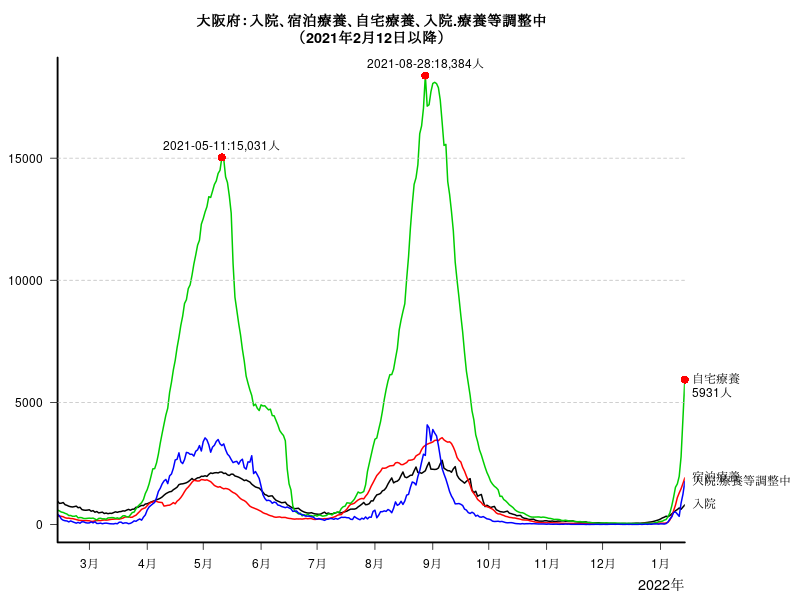 大阪府：入院、宿泊療養、自宅療養、入院.療養等調整中
（2021年2月12日以降）
2021-08-28:18,384人
2021-05-11:15,031人
15000
10000
5000
0
自宅療養
5931人
宿泊療養
入院.療養等調整中
入院
3月 4月 5月 6月 7月 8月 9月 10月 11月 12月 1月
2022年